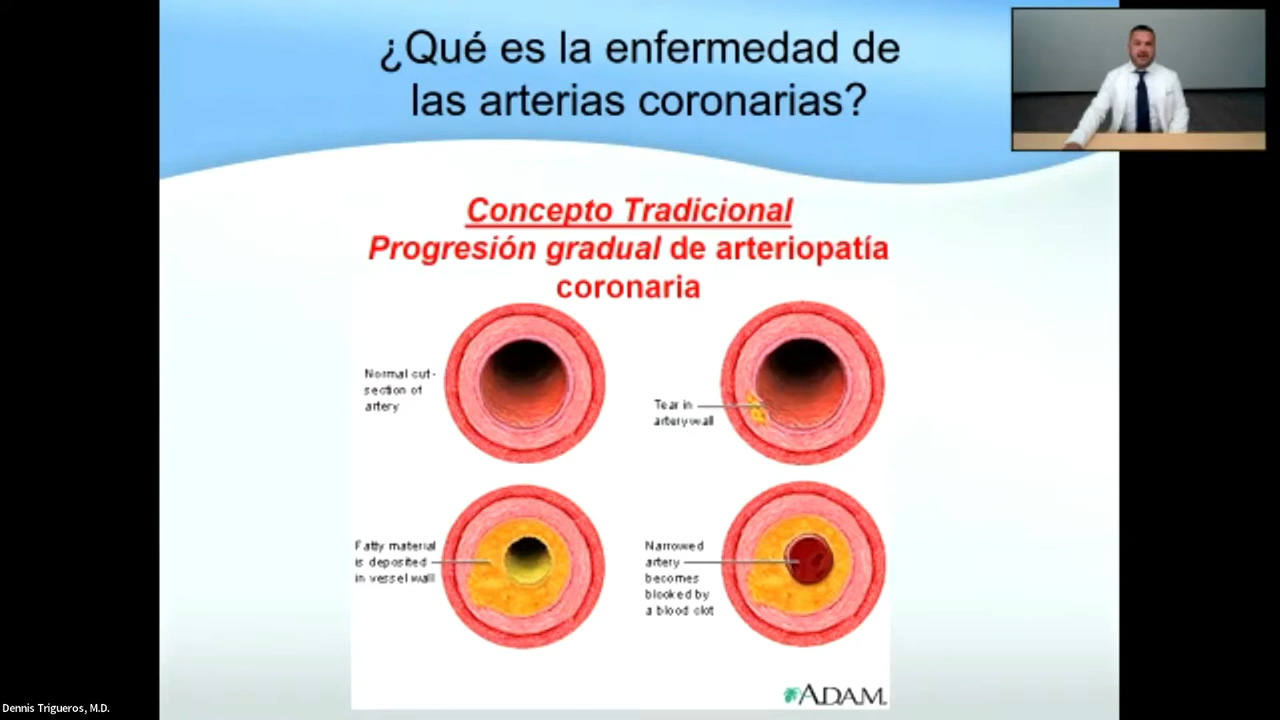 ¿Qué es la enfermedad de
las arterias coronarias?
Concepto Tradicional
Progresión gradual de arteriopatía
coronaria
Normal cut-
section of
artery
Tear in
artery wall
Fatty material
is deposited
in vessel wall
Narrowed
artery
becomes
blocked by
a blood clot
ADAM.
Dennis Trigueros, M.D.